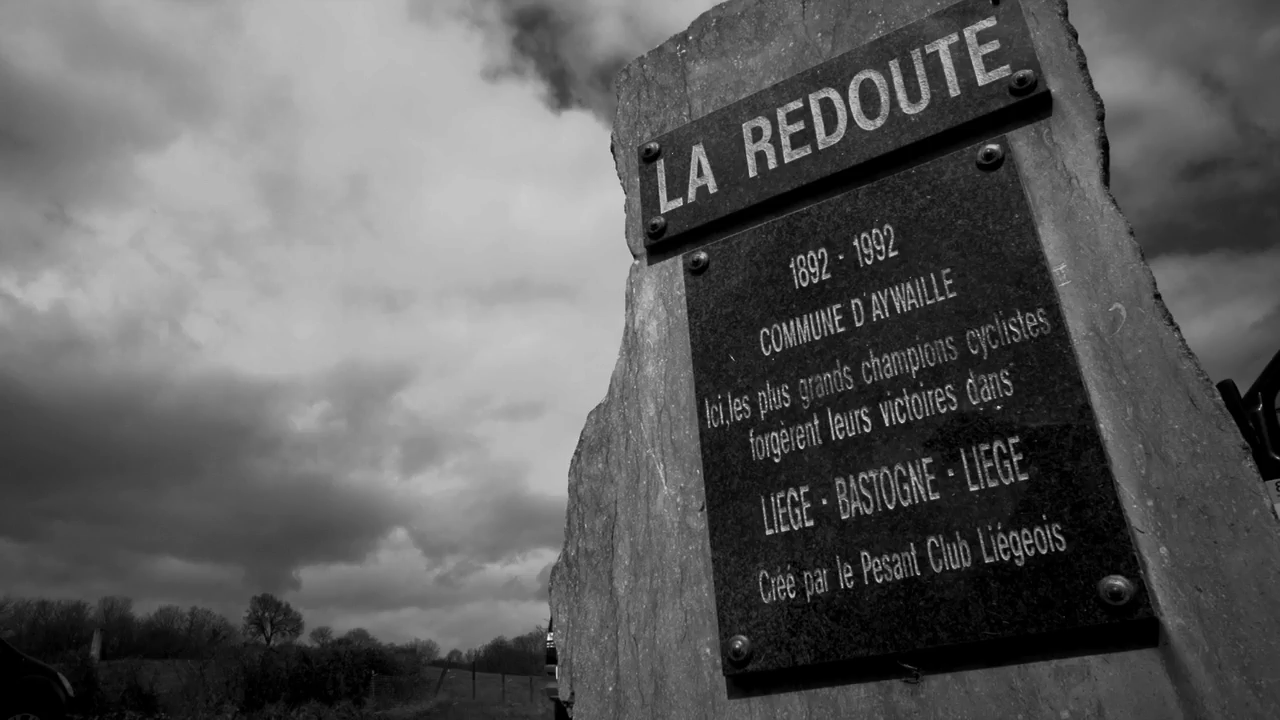 LA REDOUTE
1892 - 1992
COMMUNE D'AYWAILLE
Ici, les plus grands champions cyclistes
forgèrent leurs victoires dans
LIEGE - BASTOGNE - LIEGE
Créé par le Pesant Club Liégeois